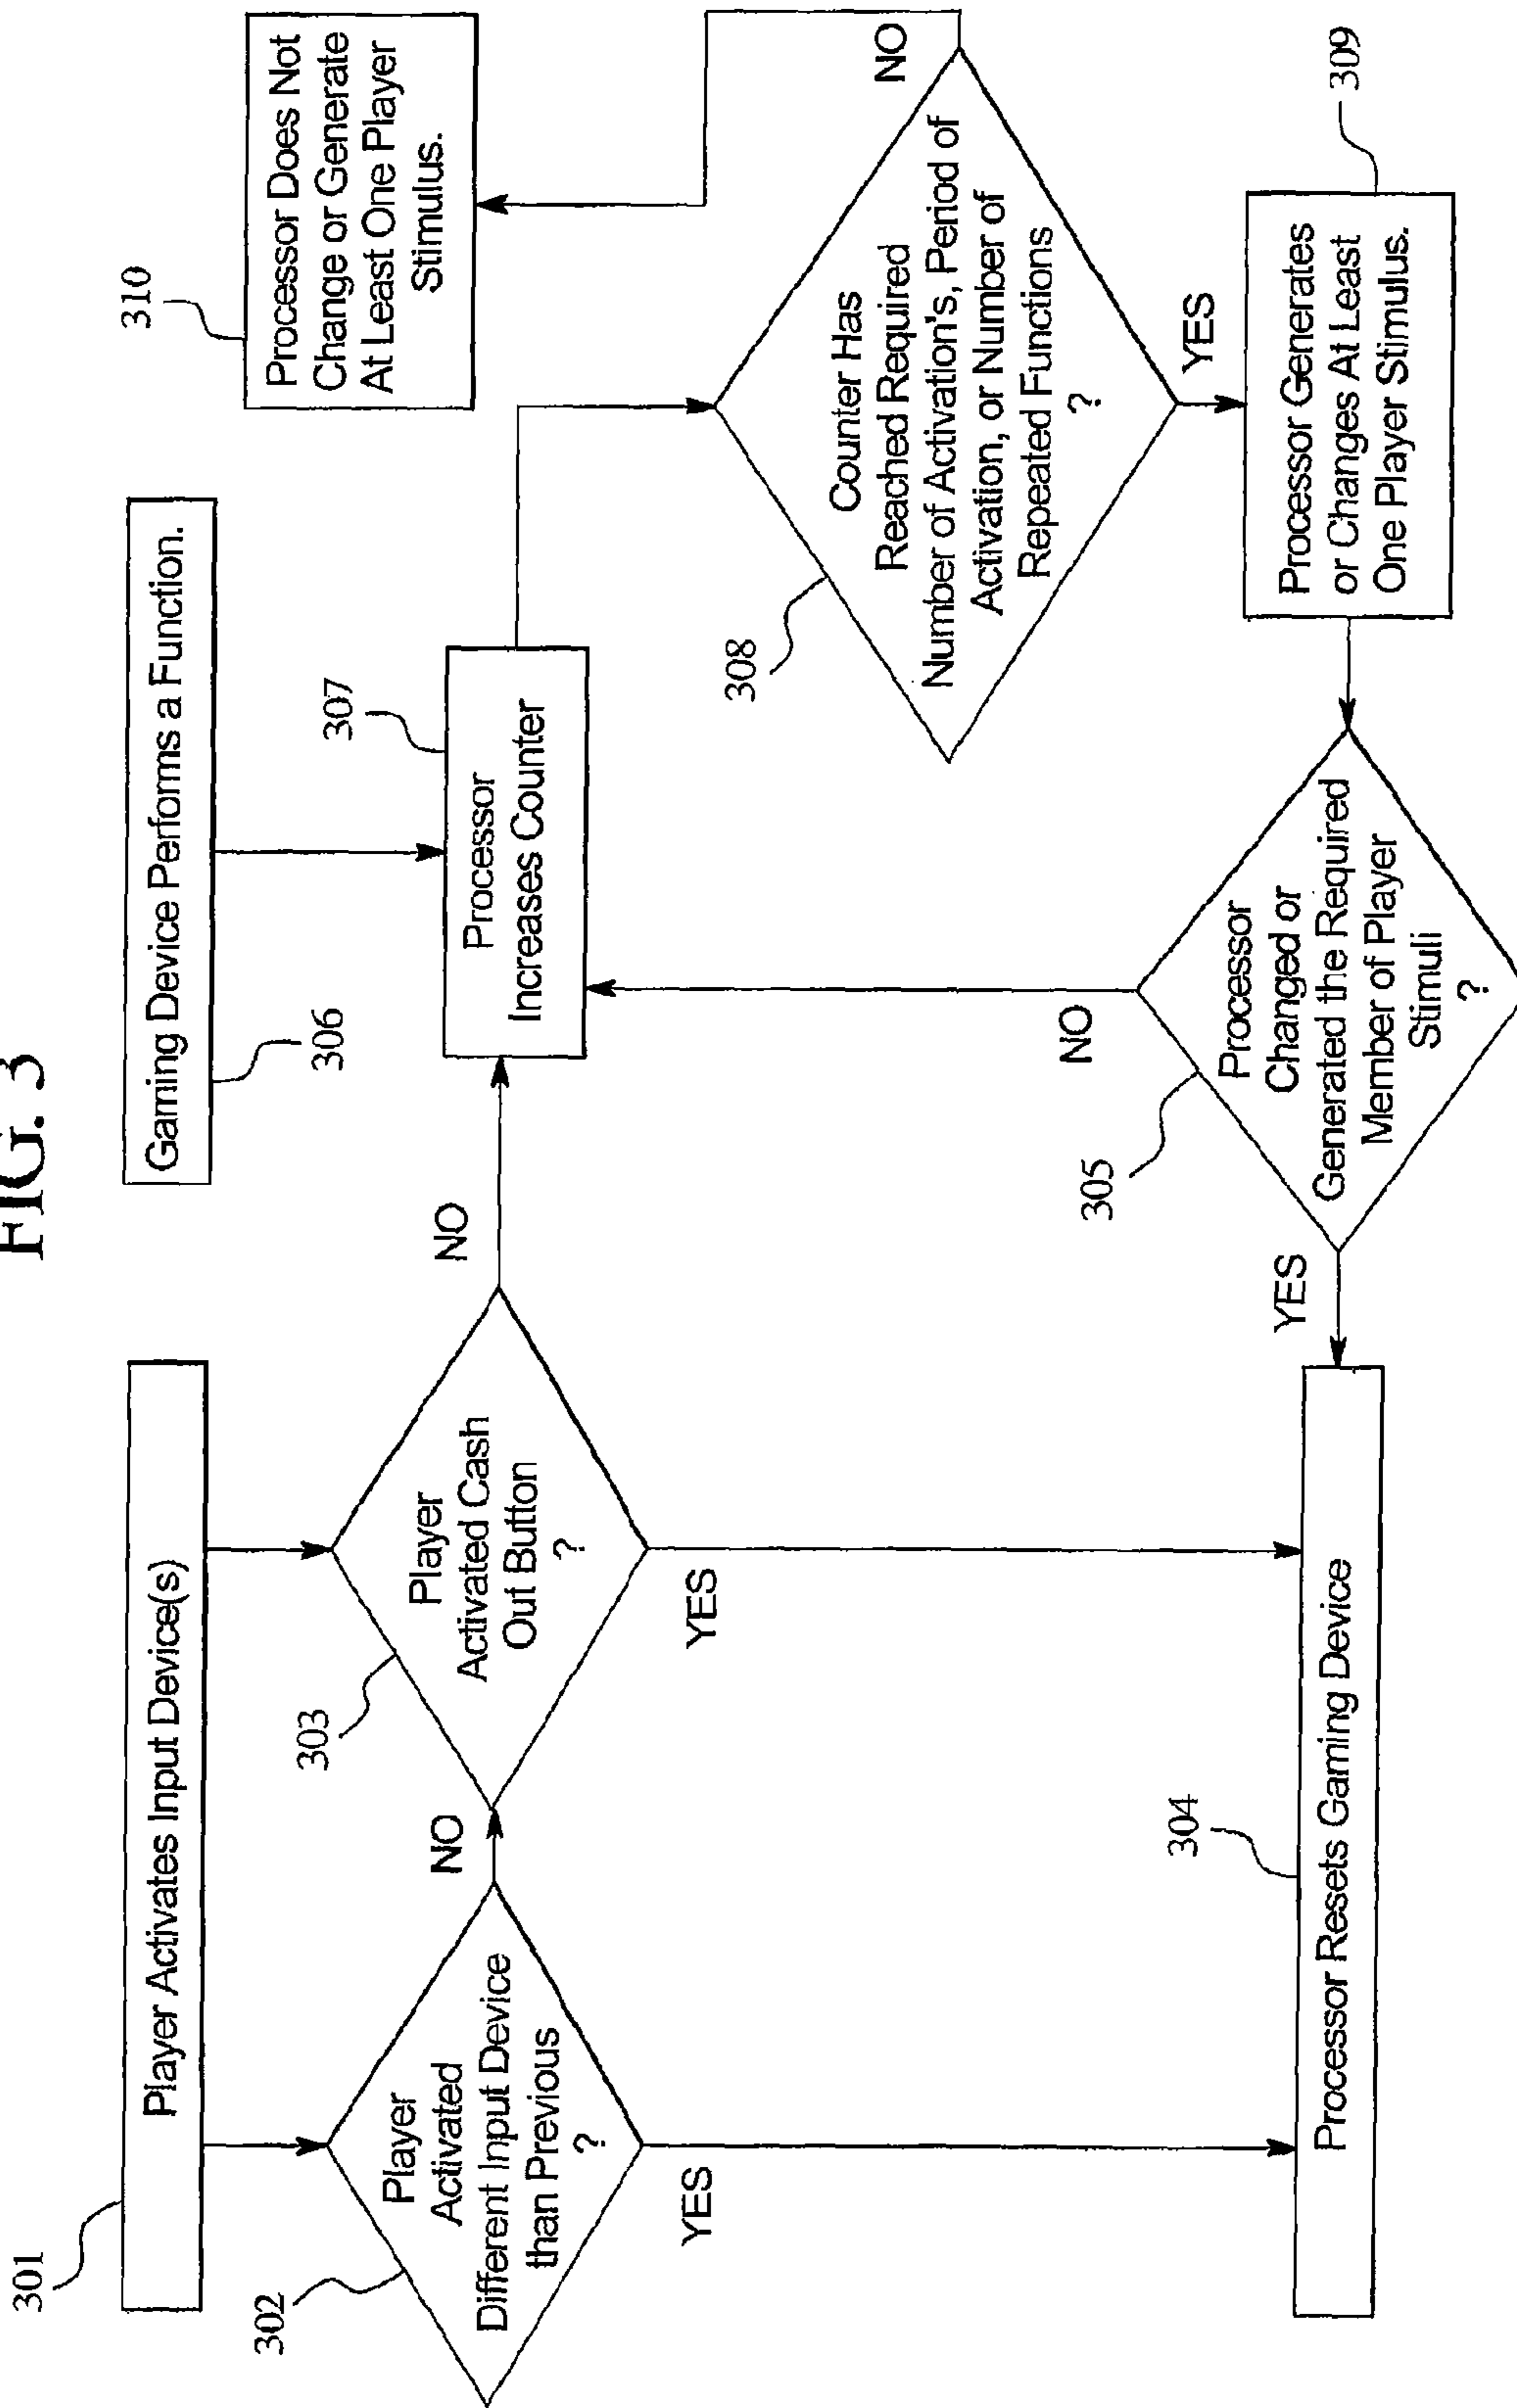 FIG. 3
301
Player Activates Input Device(s)
306
Gaming Device Performs a Function.
310
Processor Does Not
Change or Generate
At Least One Player
Stimulus.
302
Player
Activated
Different Input Device
than Previous
?
NO
YES
303
Player
Activated Cash
Out Button
?
NO
YES
307
Processor
Increases Counter
308
Counter Has
Reached Required
Number of Activation's, Period of
Activation, or Number of
Repeated Functions
?
NO
YES
304
Processor Resets Gaming Device
305
Processor
Changed or
Generated the Required
Member of Player
Stimuli
?
NO
YES
Processor Generates
or Changes At Least
One Player Stimulus.
309